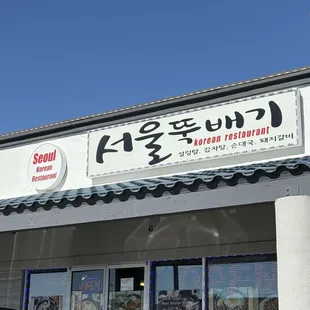 Seoul
Korean
Restaurant
서울뚝배기
korean restaurant
설렁탕, 감자탕, 순대국, 돼지갈비
OPEN